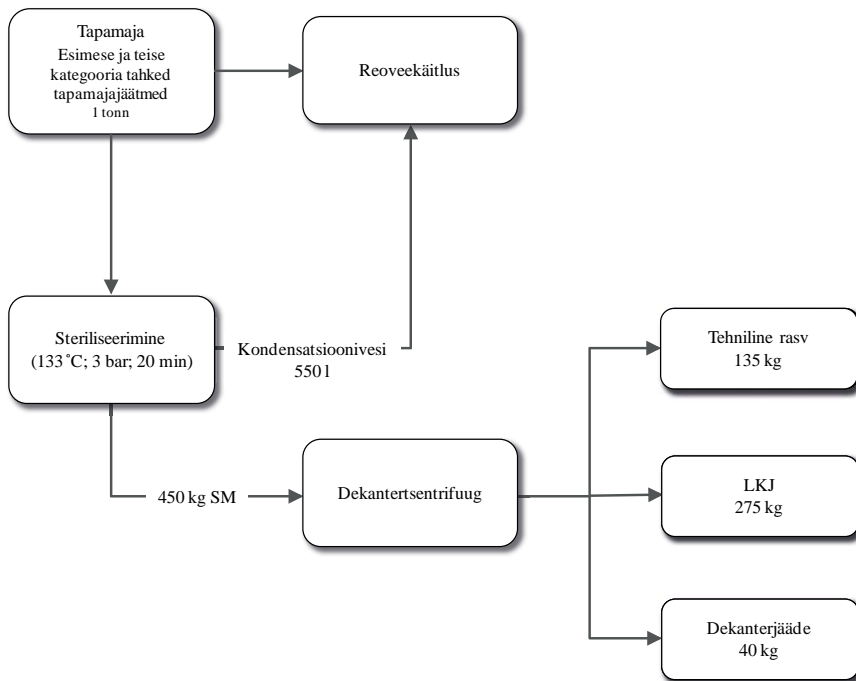 Tapamaja
Esimese ja teise
kategooria tahked
tapamajajäätmed
1 tonn
Reoveekäitlus
Steriliseerimine
(133˚C; 3 bar; 20 min)
Kondensatsioonivesi
550 l
Tehniline rasv
135 kg
450 kg SM
Dekantertsentrifuug
LKJ
275 kg
Dekanterjääde
40 kg